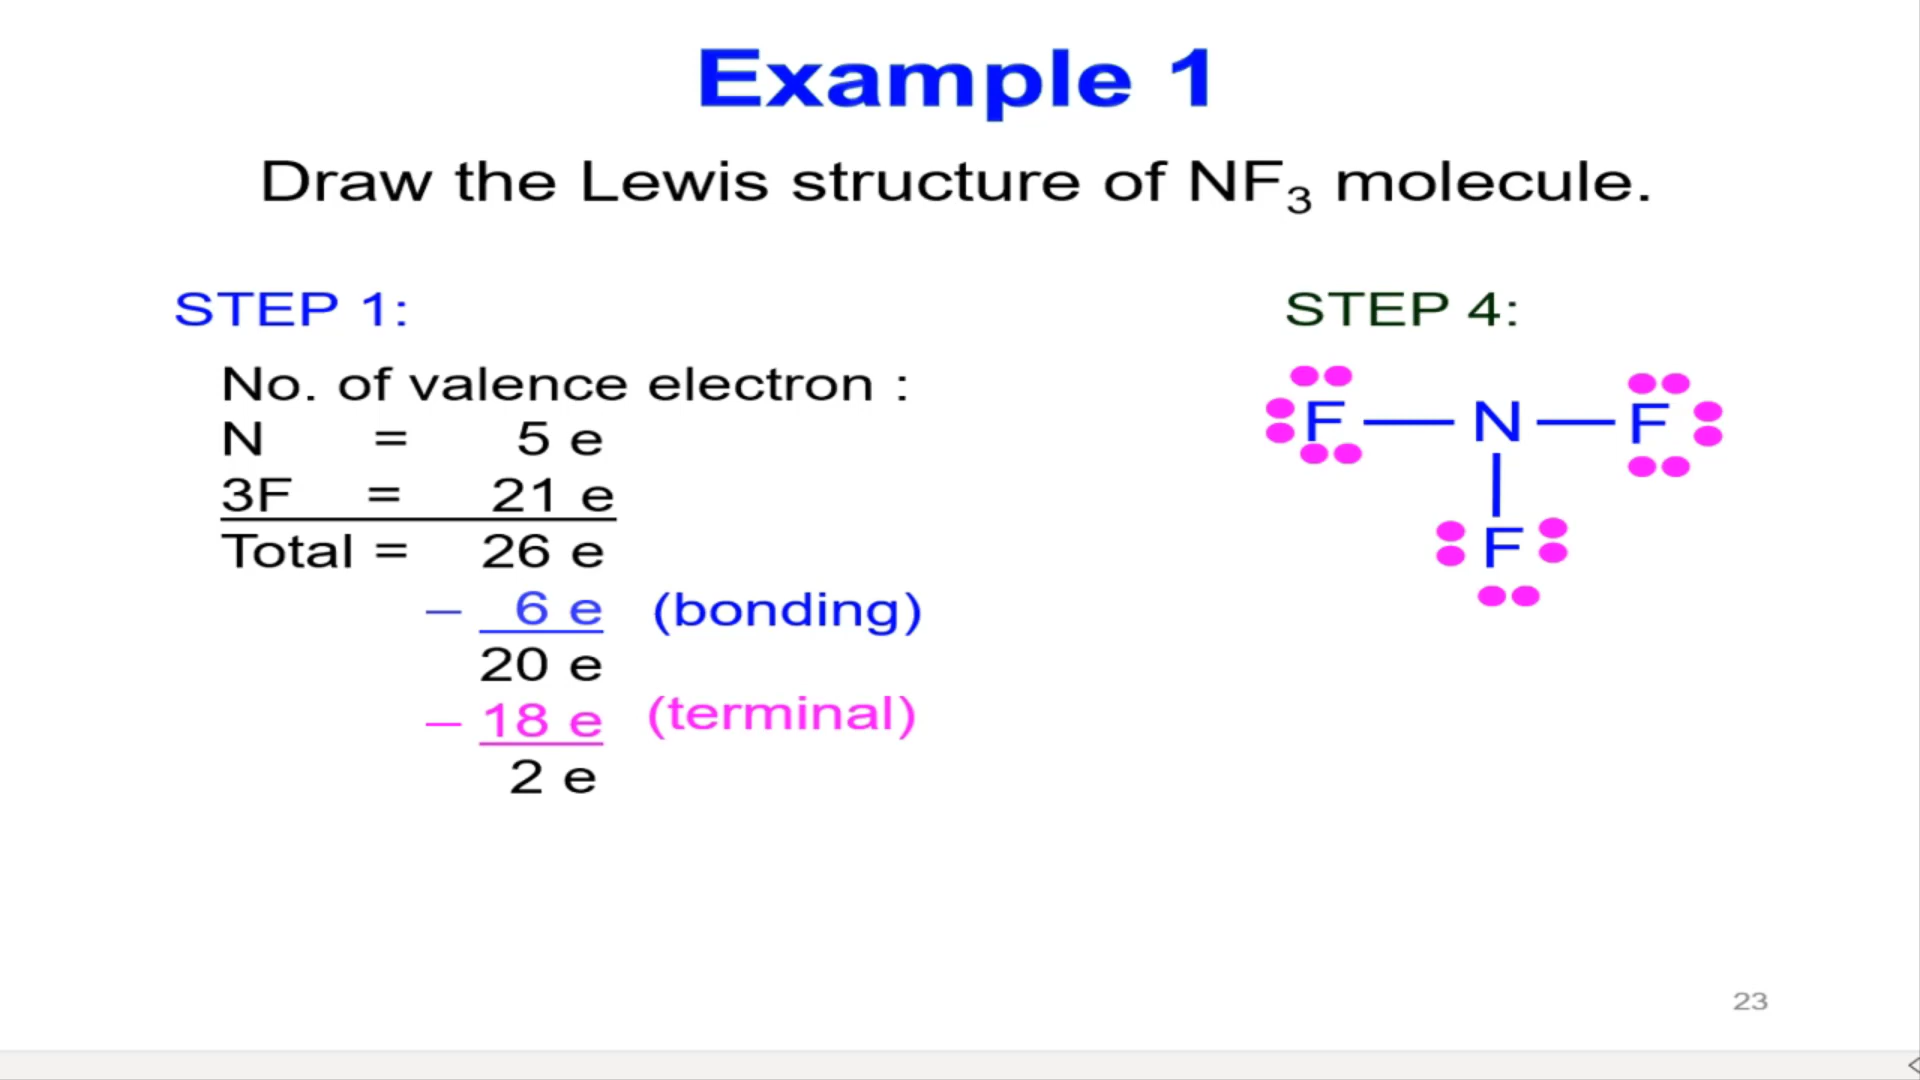 Example 1
Draw the Lewis structure of NF₃ molecule.
STEP 1:
No. of valence electron :
N = 5 e
3F = 21 e
Total = 26 e
– 6 e (bonding)
20 e
– 18 e (terminal)
2 e
STEP 4:
F — N — F
F
23